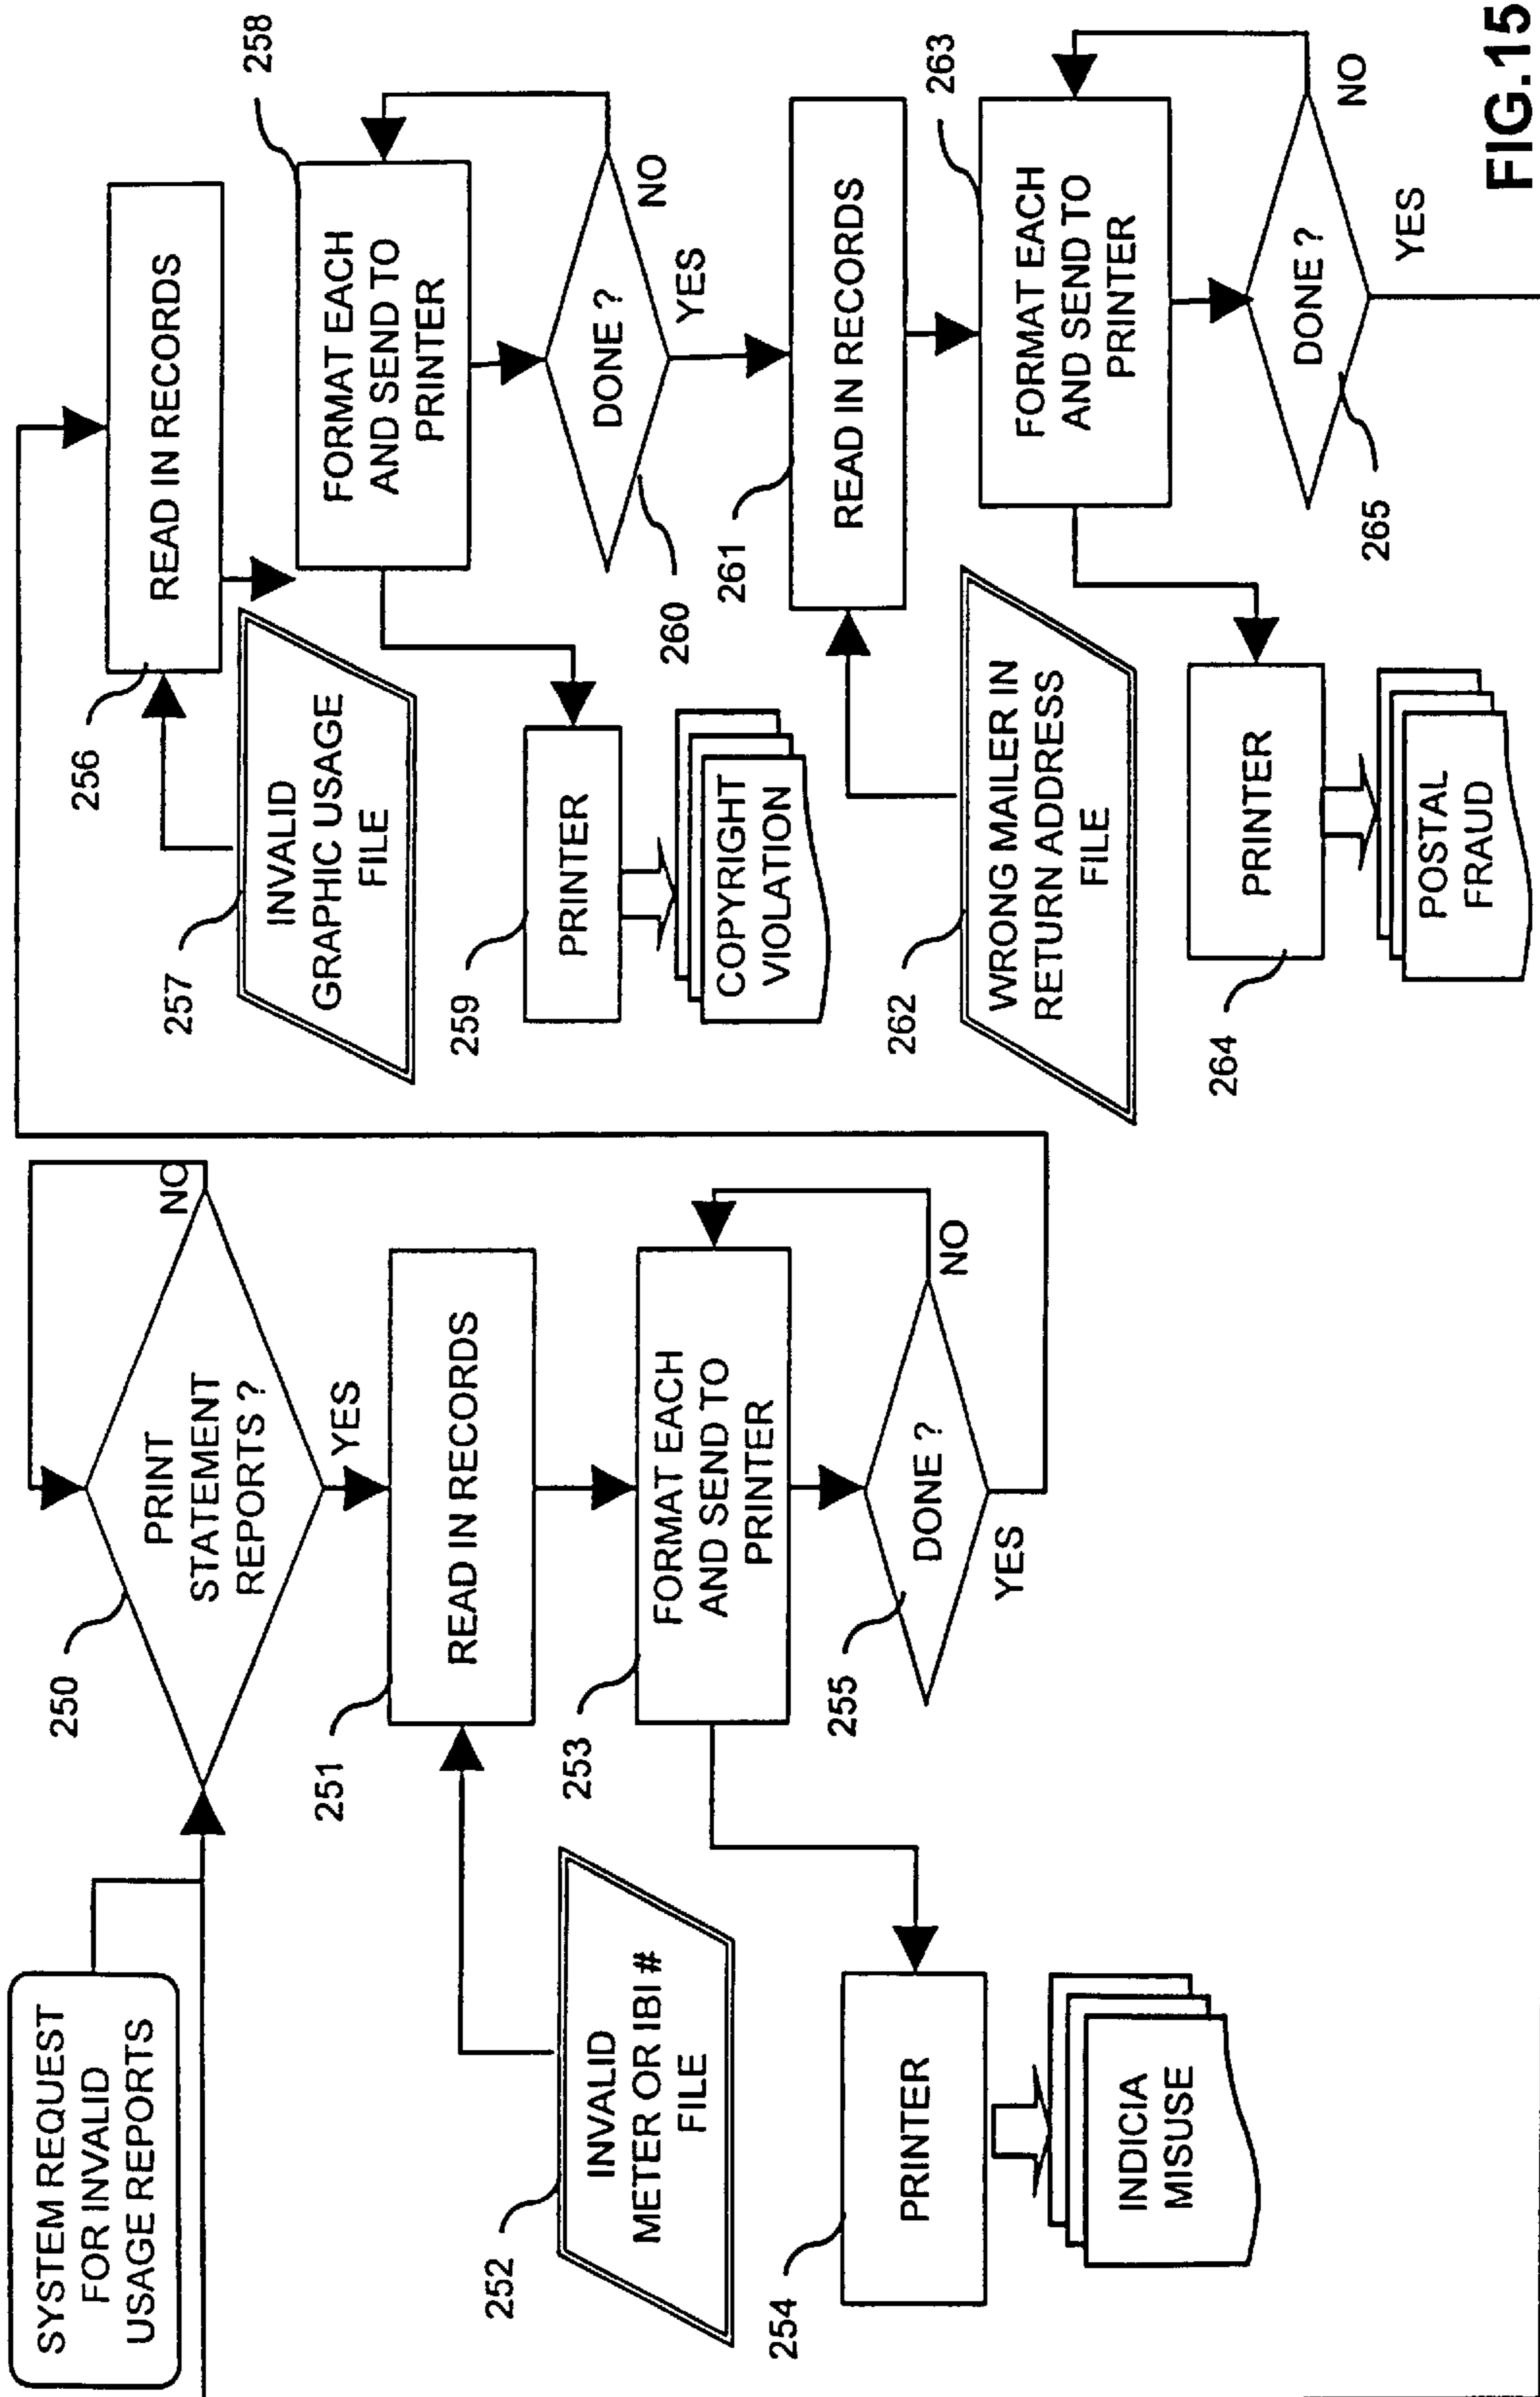 SYSTEM REQUEST
FOR INVALID
USAGE REPORTS
250
PRINT
STATEMENT
REPORTS ?
NO
YES
251
READ IN RECORDS
252
INVALID
METER OR IBI #
FILE
253
FORMAT EACH
AND SEND TO
PRINTER
254
PRINTER
INDICIA
MISUSE
255
DONE ?
NO
YES
256
READ IN RECORDS
257
INVALID
GRAPHIC USAGE
FILE
258
FORMAT EACH
AND SEND TO
PRINTER
259
PRINTER
COPYRIGHT
VIOLATION
260
DONE ?
NO
YES
261
READ IN RECORDS
262
WRONG MAILER IN
RETURN ADDRESS
FILE
263
FORMAT EACH
AND SEND TO
PRINTER
264
PRINTER
POSTAL
FRAUD
265
DONE ?
NO
YES
FIG.15